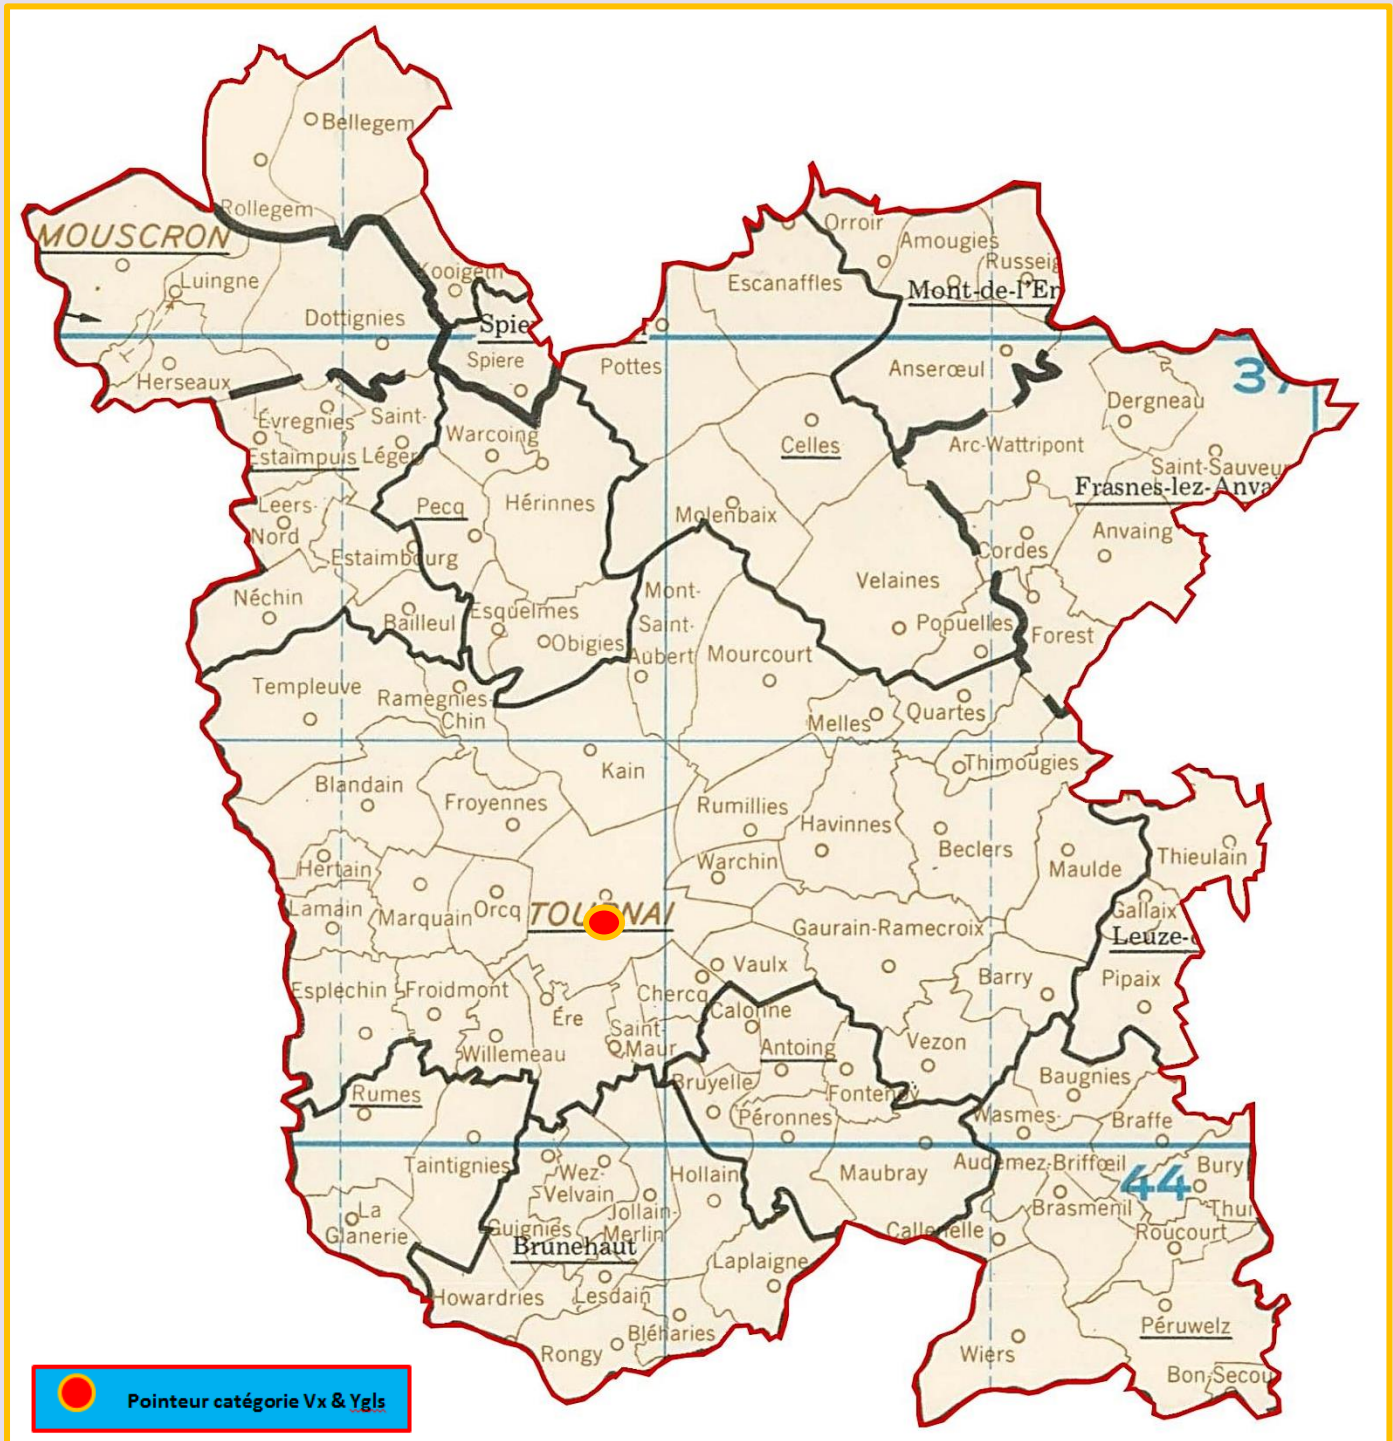 Bellegem
Rollegem
MOUSCRON
Luingne
Kooigem
Dottignies
Herseaux
Spie
Spiere
Pottes
Escanaffles
Orroir
Amougies
Russeig
Mont-de-l'En
Anserœul
37
Dergneau
Arc-Wattripont
Saint-Sauveur
Frasnes-lez-Anva
Anvaing
Cordes
Celles
Évregnies
Saint-
Léger
Estaimpuis
Warcoing
Pecq
Hérinnes
Molenbaix
Leers-
Nord
Estaimbourg
Néchin
Bailleul
Esquelmes
Obigies
Mont-
Saint-
Aubert
Mourcourt
Velaines
Popuelles
Forest
Templeuve
Ramegnies-
Chin
Melles
Quartes
Thimougies
Kain
Blandain
Froyennes
Rumillies
Havinnes
Beclers
Maulde
Thieulain
Hertain
Warchin
Lamain
Marquain
Orcq
TOURNAI
Gaurain-Ramecroix
Gallaix
Leuze-
Pipaix
Vaulx
Barry
Esplechin
Froidmont
Ère
Chercq
Calonne
Willemeau
Saint-
Maur
Antoing
Vezon
Rumes
Bruyelle
Fontenoy
Péronnes
Baugnies
Wasmes-
Audemez-Briffœil
Braffe
Bury
44
Taintignies
Wez-
Velvain
Hollain
Maubray
Brasmenil
Thui
Roucourt
La
Glanerie
Guignies
Jollain-
Merlin
Brunehaut
Callenelle
Laplaigne
Howardries
Lesdain
Bléharies
Rongy
Péruwelz
Wiers
Bon-Secou
Pointeur catégorie Vx & Ygls